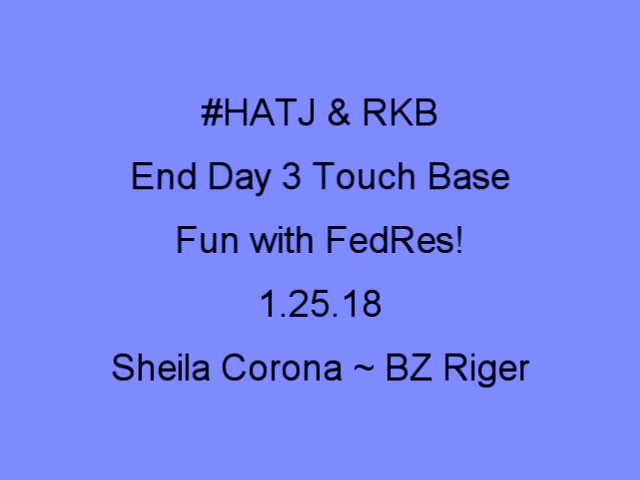 #HATJ & RKB
End Day 3 Touch Base
Fun with FedRes!
1.25.18
Sheila Corona ~ BZ Riger